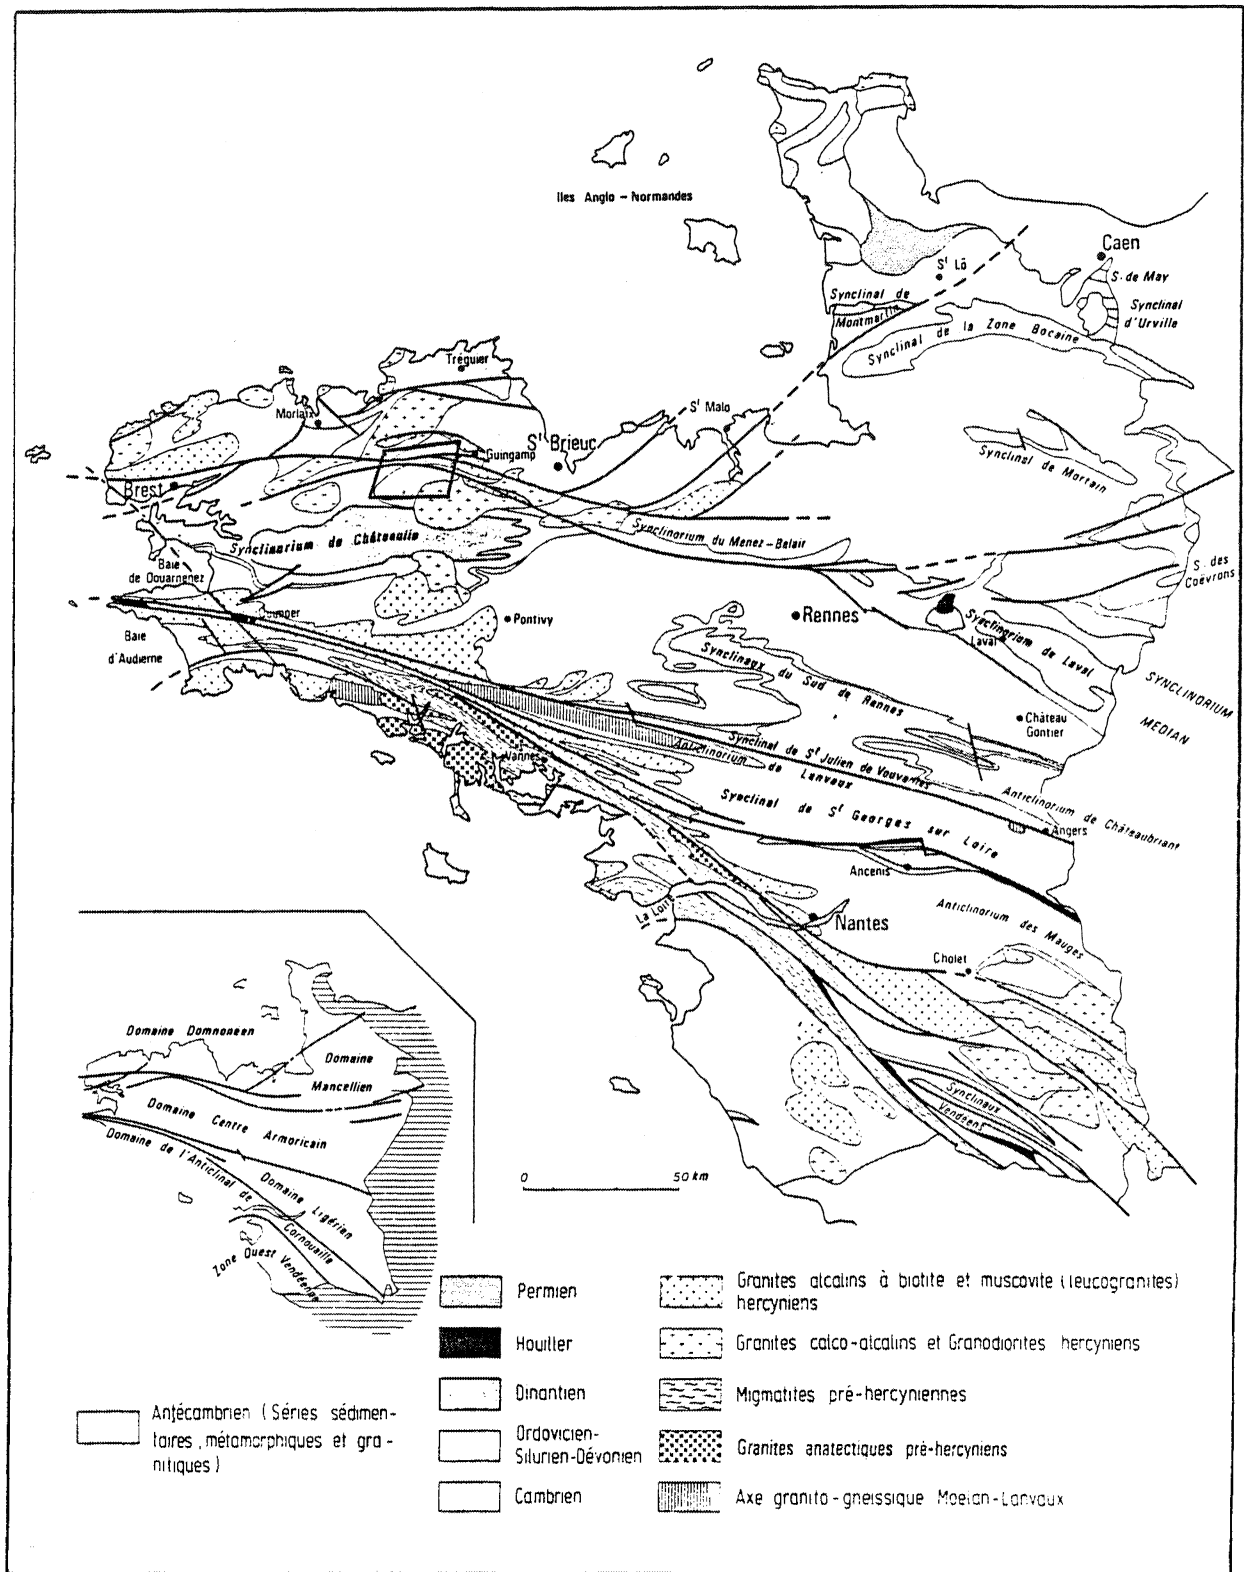 Iles Anglo - Normandes
Caen
S. de May
Sᵗ Lô
Synclinal de
Montmartin
Synclinal
d'Urville
Synclinal de la Zone Bocaine
Tréguier
Morlaix
Sᵗ Malo
Sᵗ Brieuc
Guingamp
Synclinal de Mortain
Brest
Synclinorium de Châteaulin
Synclinorium du Menez-Belair
Baie
de Douarnenez
S. des
Coëvrons
Quimper
Pontivy
Rennes
Baie
d'Audierne
Synclinorium de Laval
Laval
Synclinaux du Sud de Rennes
SYNCLINORIUM
MEDIAN
Château
Gontier
Vannes
Synclinal de Sᵗ Julien de Vouvantes
Anticlinorium de Lanvaux
Anticlinorium de Châteaubriant
Synclinal de Sᵗ Georges sur Loire
Angers
Ancenis
La Loire
Nantes
Anticlinorium des Mauges
Cholet
Synclinaux
Vendéens
0 50 km
Domaine Domnonéen
Domaine
Mancellien
Domaine Centre Armoricain
Domaine de l'Anticlinal de
Cornouaille
Domaine Ligérien
Zone Ouest Vendéenne
Permien
Houiller
Dinantien
Ordovicien-
Silurien-Dévonien
Cambrien
Antécambrien (Séries sédimen-
taires, métamorphiques et gra-
nitiques)
Granites alcalins à biotite et muscovite (leucogranites)
hercyniens
Granites calco-alcalins et Granodiorites hercyniens
Migmatites pré-hercyniennes
Granites anatectiques pré-hercyniens
Axe granito-gneissique Moelan-Lanvaux